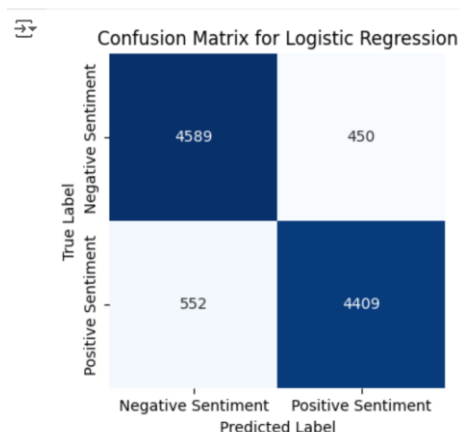 Confusion Matrix for Logistic Regression
True Label
Negative Sentiment
4589 450
Positive Sentiment
552 4409
Negative Sentiment Positive Sentiment
Predicted Label